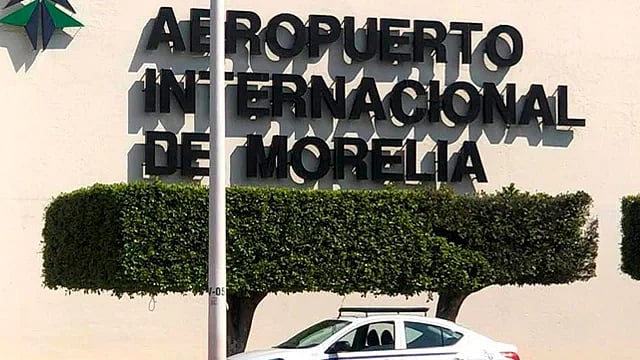 AEROPUERTO
INTERNACIONAL
DE MORELIA